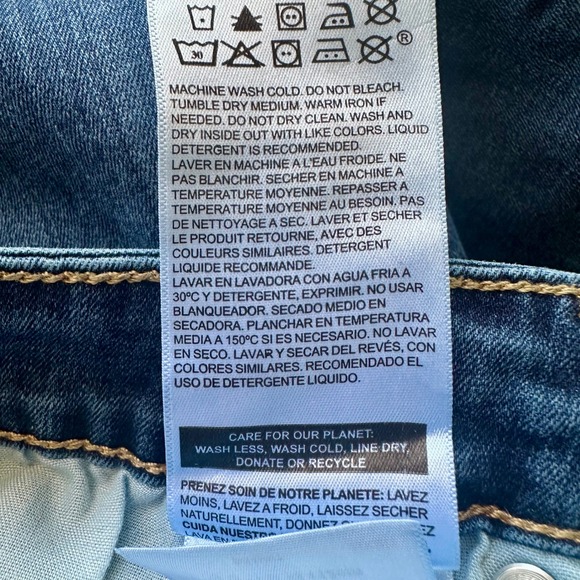 30
®
MACHINE WASH COLD. DO NOT BLEACH.
TUMBLE DRY MEDIUM. WARM IRON IF
NEEDED. DO NOT DRY CLEAN. WASH AND
DRY INSIDE OUT WITH LIKE COLORS. LIQUID
DETERGENT IS RECOMMENDED.
LAVER EN MACHINE A L'EAU FROIDE. NE
PAS BLANCHIR. SECHER EN MACHINE A
TEMPERATURE MOYENNE. REPASSER A
TEMPERATURE MOYENNE AU BESOIN. PAS
DE NETTOYAGE A SEC. LAVER ET SECHER
LE PRODUIT RETOURNE, AVEC DES
COULEURS SIMILAIRES. DETERGENT
LIQUIDE RECOMMANDE.
LAVAR EN LAVADORA CON AGUA FRIA A
30ºC Y DETERGENTE, EXPRIMIR. NO USAR
BLANQUEADOR. SECADO MEDIO EN
SECADORA. PLANCHAR EN TEMPERATURA
MEDIA A 150ºC SI ES NECESARIO. NO LAVAR
EN SECO. LAVAR Y SECAR DEL REVÉS, CON
COLORES SIMILARES. RECOMENDADO EL
USO DE DETERGENTE LIQUIDO.
CARE FOR OUR PLANET:
WASH LESS, WASH COLD, LINE DRY,
DONATE OR RECYCLE
PRENEZ SOIN DE NOTRE PLANETE: LAVEZ
MOINS, LAVEZ A FROID, LAISSEZ SECHER
NATURELLEMENT, DONNEZ
CUIDA NUESTRO
LAVA EN